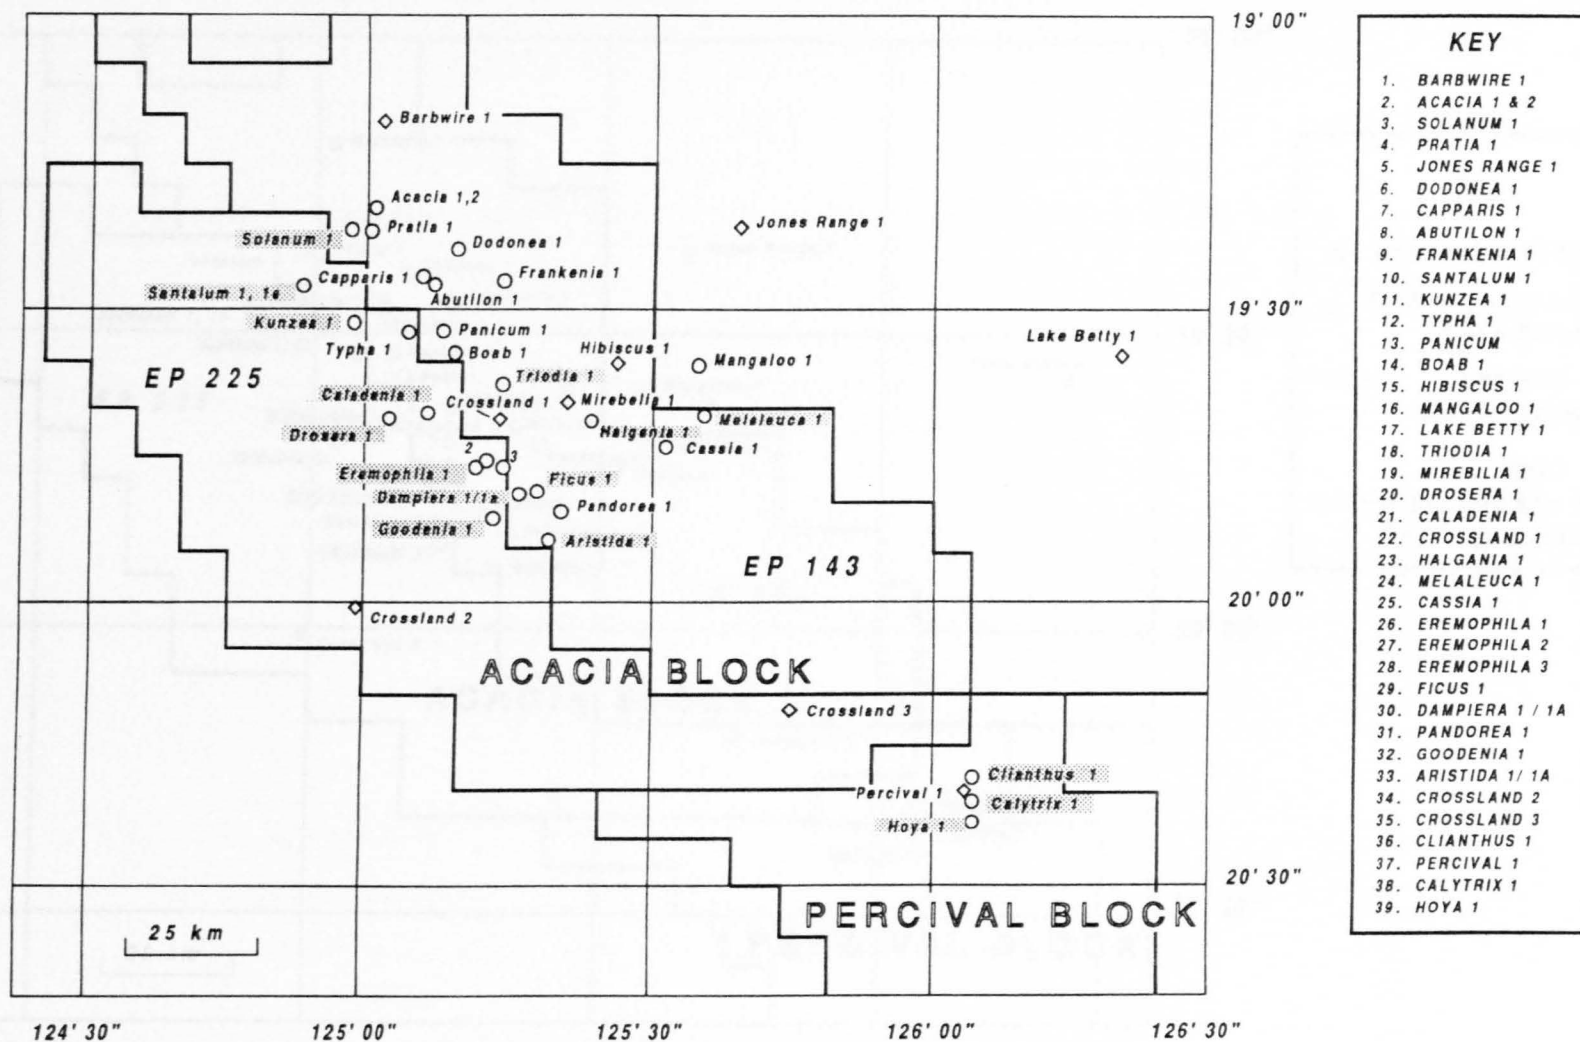 19' 00"
Barbwire 1
Acacia 1,2
Pratia 1
Solanum 1
Jones Range 1
Dodonea 1
Capparis 1
Frankenia 1
Santalum 1, 1a
Abutilon 1
19' 30"
Kunzea 1
Panicum 1
Typha 1
Boab 1
Hibiscus 1
Mangaloo 1
Lake Betty 1
EP 225
Triodia 1
Caladenia 1
Crossland 1
Mirebelia 1
Drosera 1
Halgania 1
Melaleuca 1
2
3
Cassia 1
Eremophila 1
Ficus 1
Dampiera 1/1a
Pandorea 1
Goodenia 1
Aristida 1
EP 143
20' 00"
Crossland 2
ACACIA BLOCK
Crossland 3
Clianthus 1
Percival 1
Calytrix 1
Hoya 1
20' 30"
PERCIVAL BLOCK
25 km
124' 30"
125' 00"
125' 30"
126' 00"
126' 30"
KEY
1. BARBWIRE 1
2. ACACIA 1 & 2
3. SOLANUM 1
4. PRATIA 1
5. JONES RANGE 1
6. DODONEA 1
7. CAPPARIS 1
8. ABUTILON 1
9. FRANKENIA 1
10. SANTALUM 1
11. KUNZEA 1
12. TYPHA 1
13. PANICUM
14. BOAB 1
15. HIBISCUS 1
16. MANGALOO 1
17. LAKE BETTY 1
18. TRIODIA 1
19. MIREBILIA 1
20. DROSERA 1
21. CALADENIA 1
22. CROSSLAND 1
23. HALGANIA 1
24. MELALEUCA 1
25. CASSIA 1
26. EREMOPHILA 1
27. EREMOPHILA 2
28. EREMOPHILA 3
29. FICUS 1
30. DAMPIERA 1 / 1A
31. PANDOREA 1
32. GOODENIA 1
33. ARISTIDA 1/ 1A
34. CROSSLAND 2
35. CROSSLAND 3
36. CLIANTHUS 1
37. PERCIVAL 1
38. CALYTRIX 1
39. HOYA 1